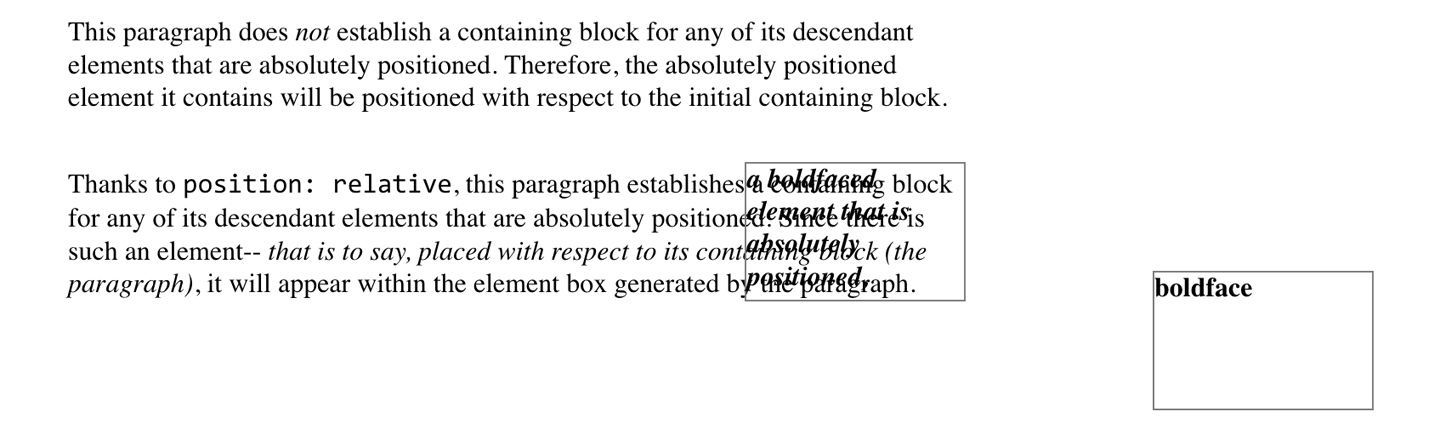 This paragraph does not establish a containing block for any of its descendant
elements that are absolutely positioned. Therefore, the absolutely positioned
element it contains will be positioned with respect to the initial containing block.
Thanks to position: relative, this paragraph establishes a containing block
for any of its descendant elements that are absolutely positioned. Since there is
such an element-- that is to say, placed with respect to its containing block (the
paragraph), it will appear within the element box generated by the paragraph.
a boldfaced
element that is
absolutely
positioned,
boldface